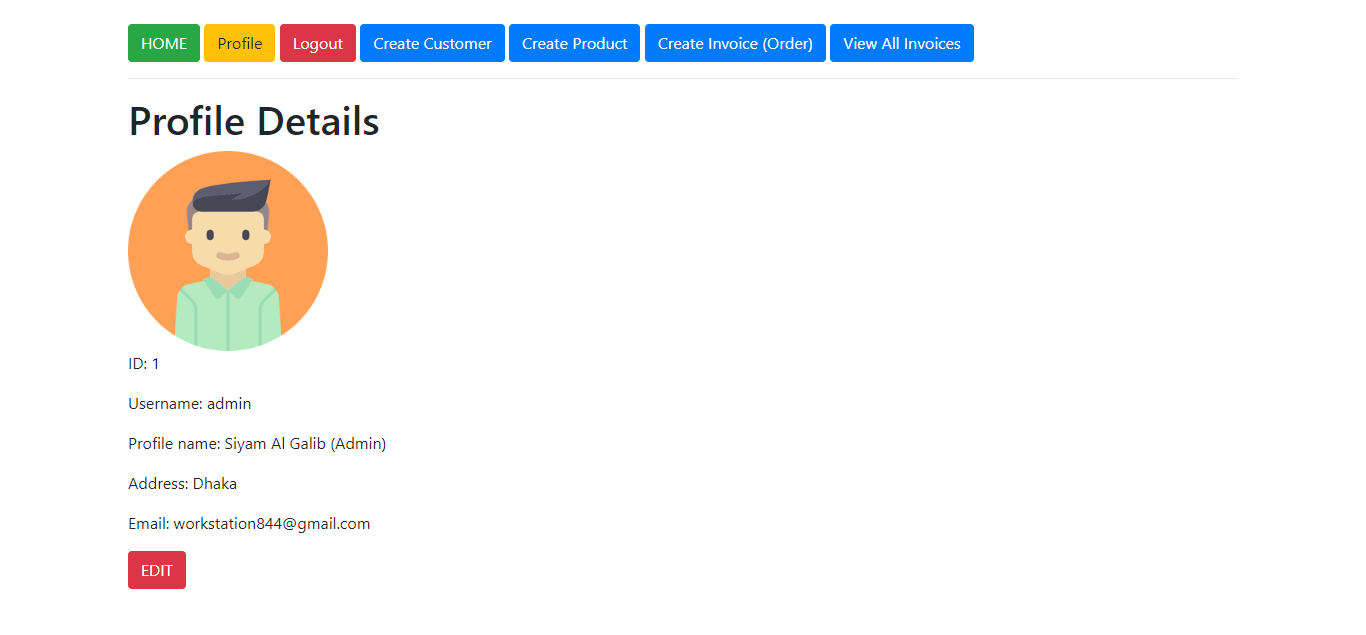 HOME Profile Logout Create Customer Create Product Create Invoice (Order) View All Invoices
Profile Details
ID: 1
Username: admin
Profile name: Siyam Al Galib (Admin)
Address: Dhaka
Email: workstation844@gmail.com
EDIT